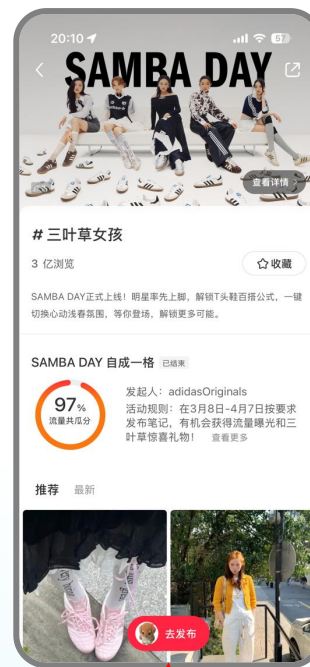 20:10
57
SAMBA DAY
查看详情
# 三叶草女孩
3 亿浏览
收藏
SAMBA DAY正式上线！明星率先上脚，解锁T头鞋百搭公式，一键
切换心动浅春氛围，等你登场，解锁更多可能。
SAMBA DAY 自成一格 已结束
97%
流量共瓜分
发起人：adidasOriginals
活动规则：在3月8日-4月7日按要求
发布笔记，有机会获得流量曝光和三
叶草惊喜礼物！ 查看更多
推荐 最新
去发布